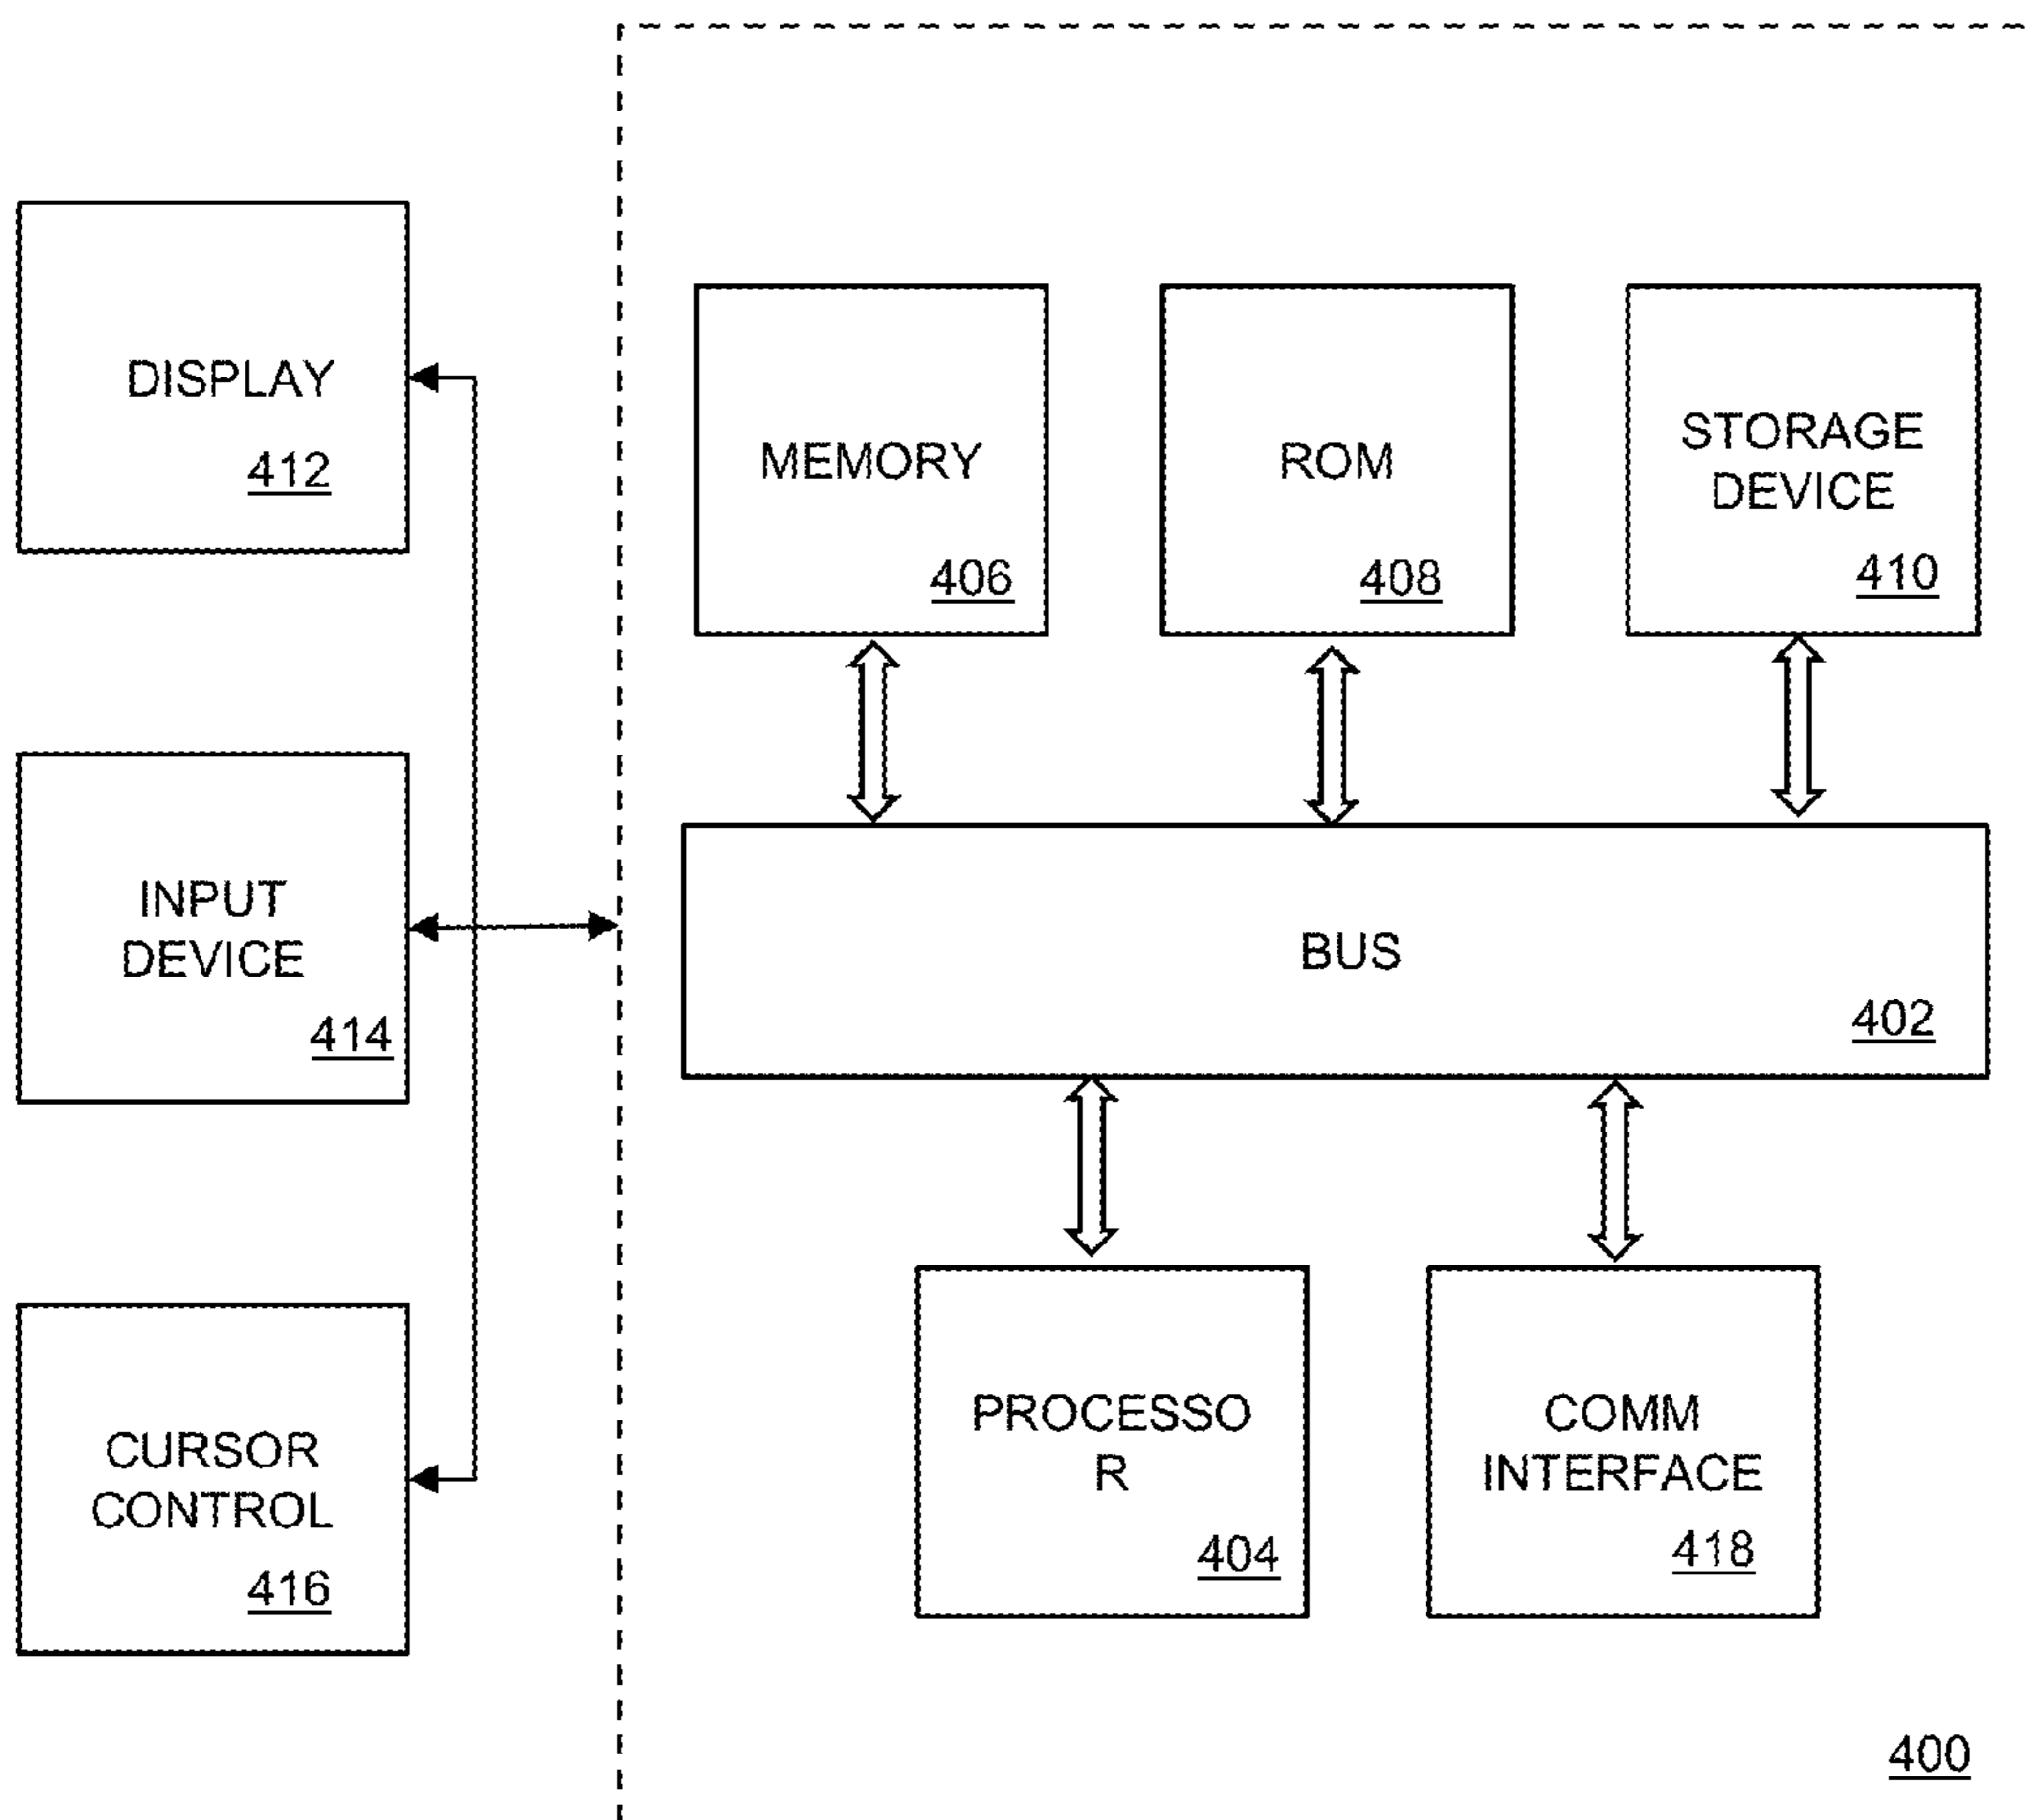 DISPLAY
412
INPUT
DEVICE
414
CURSOR
CONTROL
416
MEMORY
406
ROM
408
STORAGE
DEVICE
410
BUS
402
PROCESSO
R
404
COMM
INTERFACE
418
400